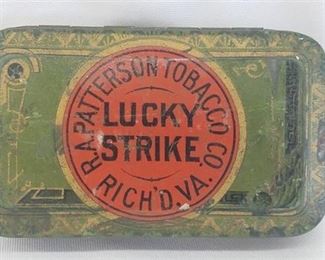 R.A. PATTERSON TOBACCO CO.
LUCKY
STRIKE
RICH'D. VA.